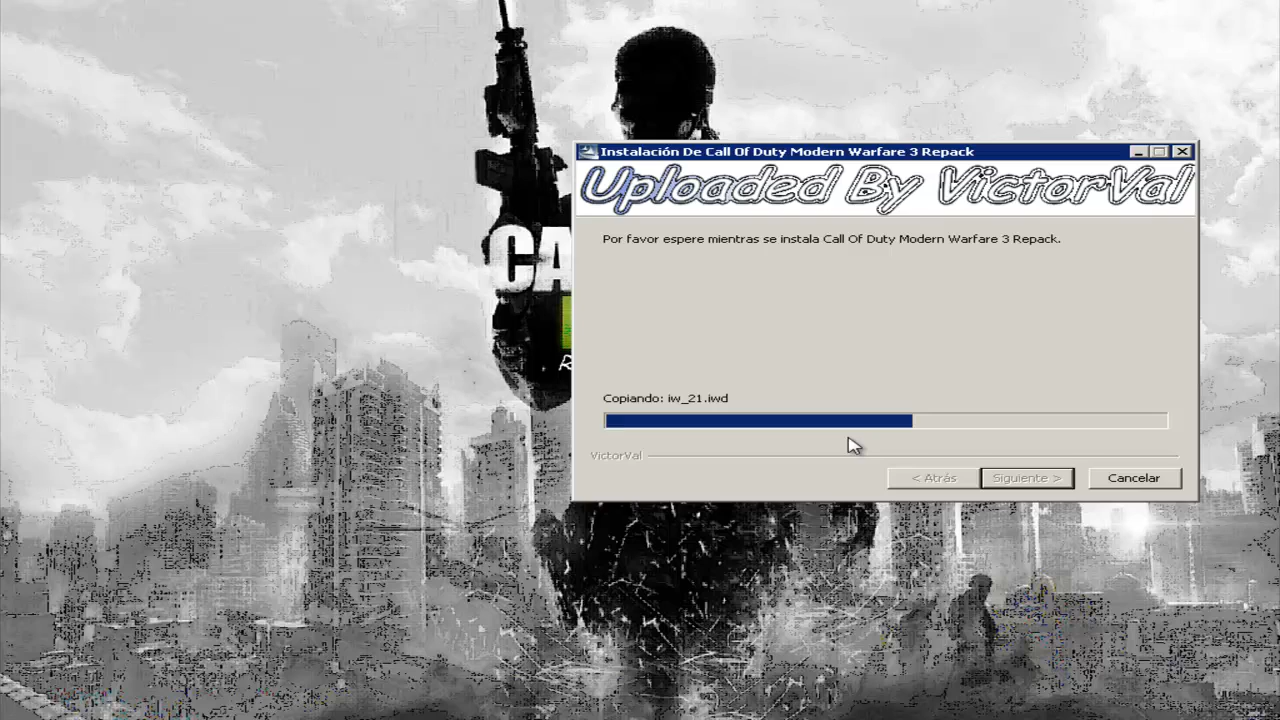 Instalación De Call Of Duty Modern Warfare 3 Repack
Uploaded By VictorVal
Por favor espere mientras se instala Call Of Duty Modern Warfare 3 Repack.
CA
R
Copiando: iw_21.iwd
VictorVal
< Atrás
Siguiente >
Cancelar